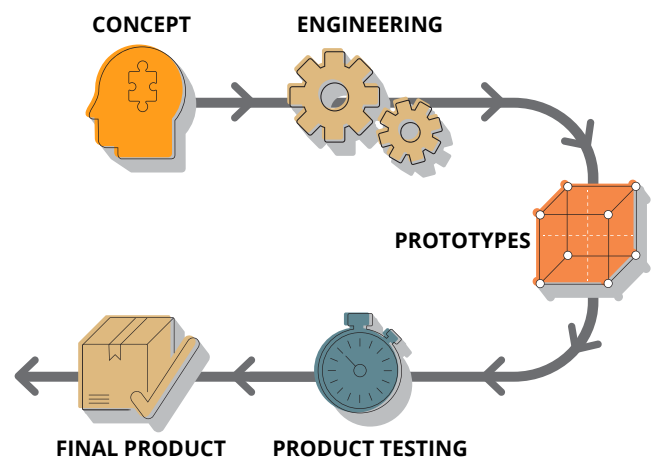 CONCEPT
ENGINEERING
PROTOTYPES
PRODUCT TESTING
FINAL PRODUCT